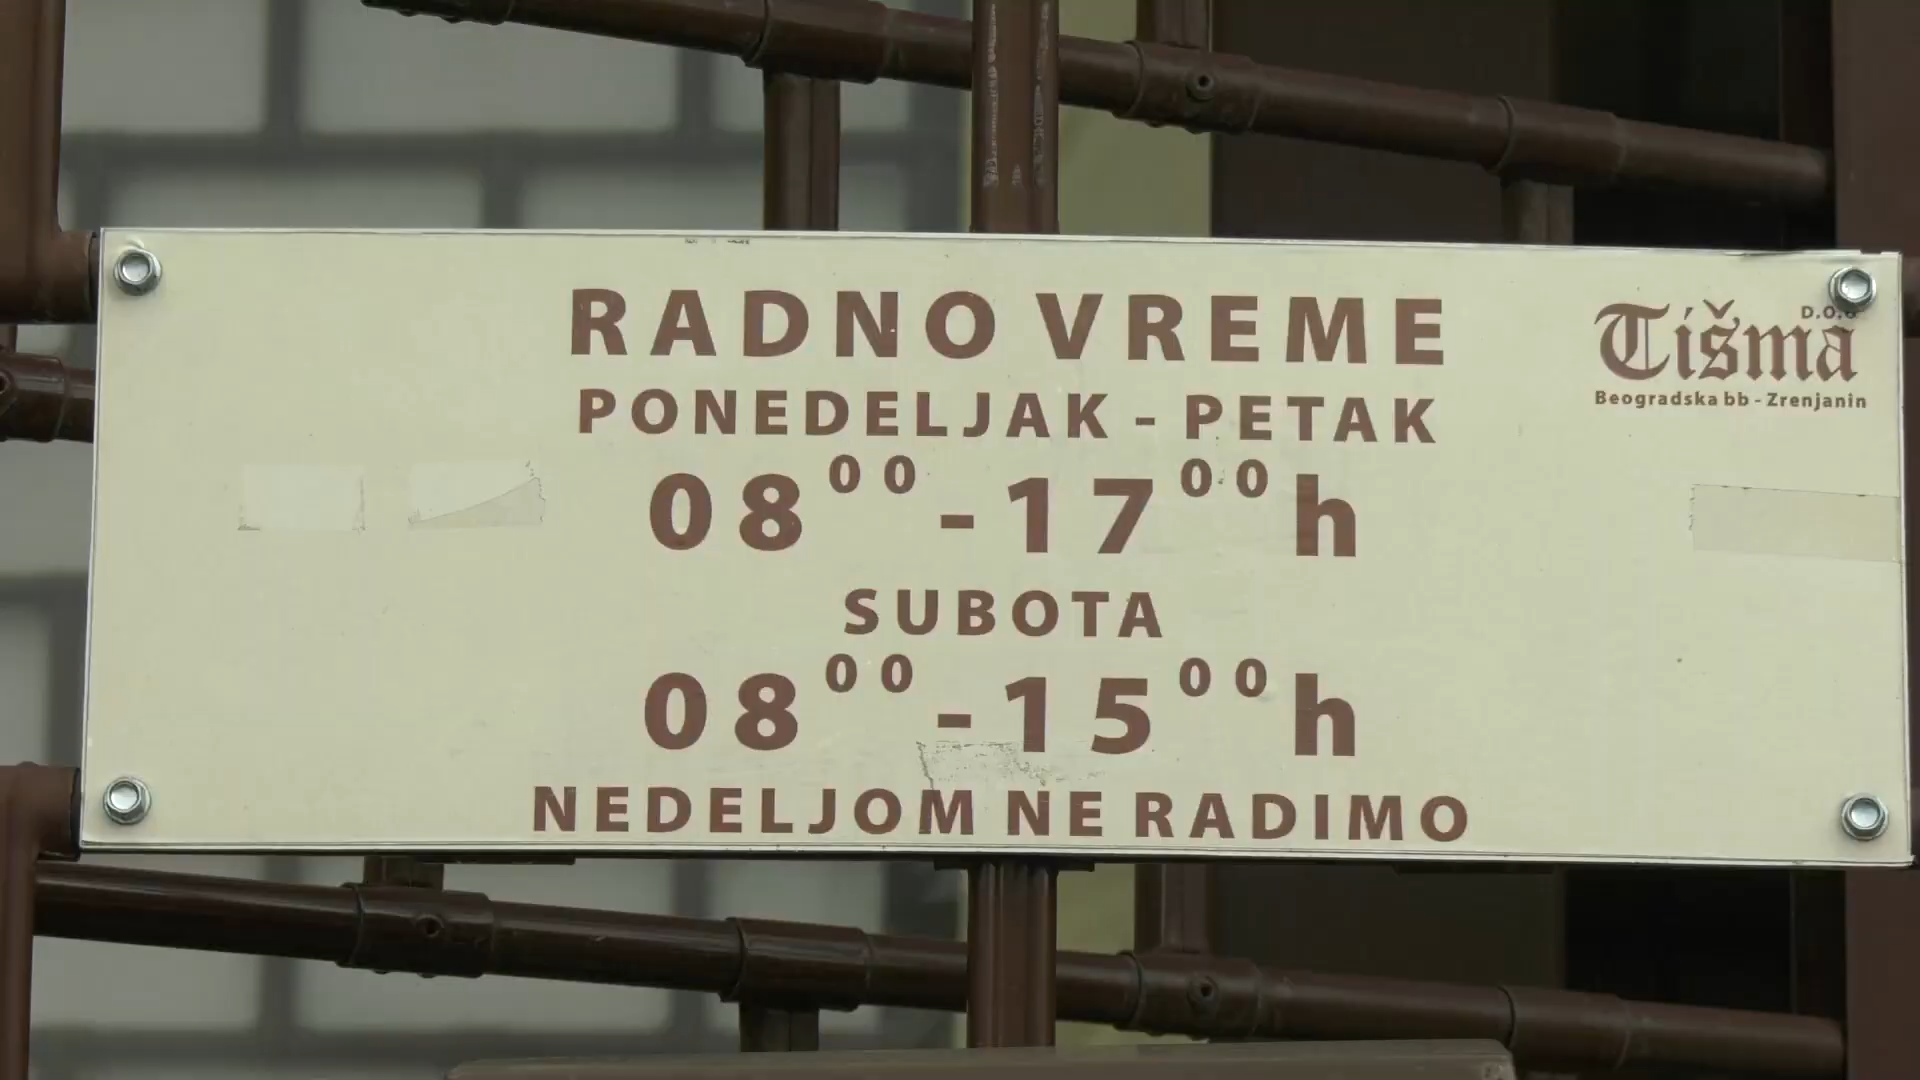 RADNO VREME
PONEDELJAK - PETAK
08⁰⁰ - 17⁰⁰ h
SUBOTA
08⁰⁰ - 15⁰⁰ h
NEDELJOM NE RADIMO
D.O.O
Tišma
Beogradska bb - Zrenjanin